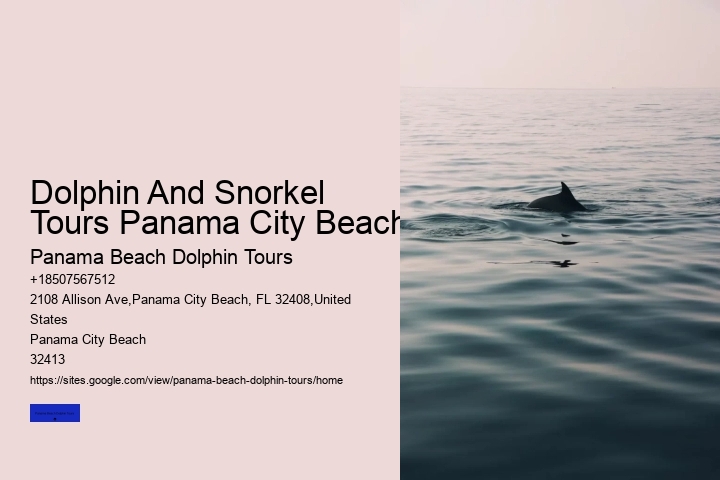 Dolphin And Snorkel
Tours Panama City Beach
Panama Beach Dolphin Tours
+18507567512
2108 Allison Ave,Panama City Beach, FL 32408,United
States
Panama City Beach
32413
https://sites.google.com/view/panama-beach-dolphin-tours/home